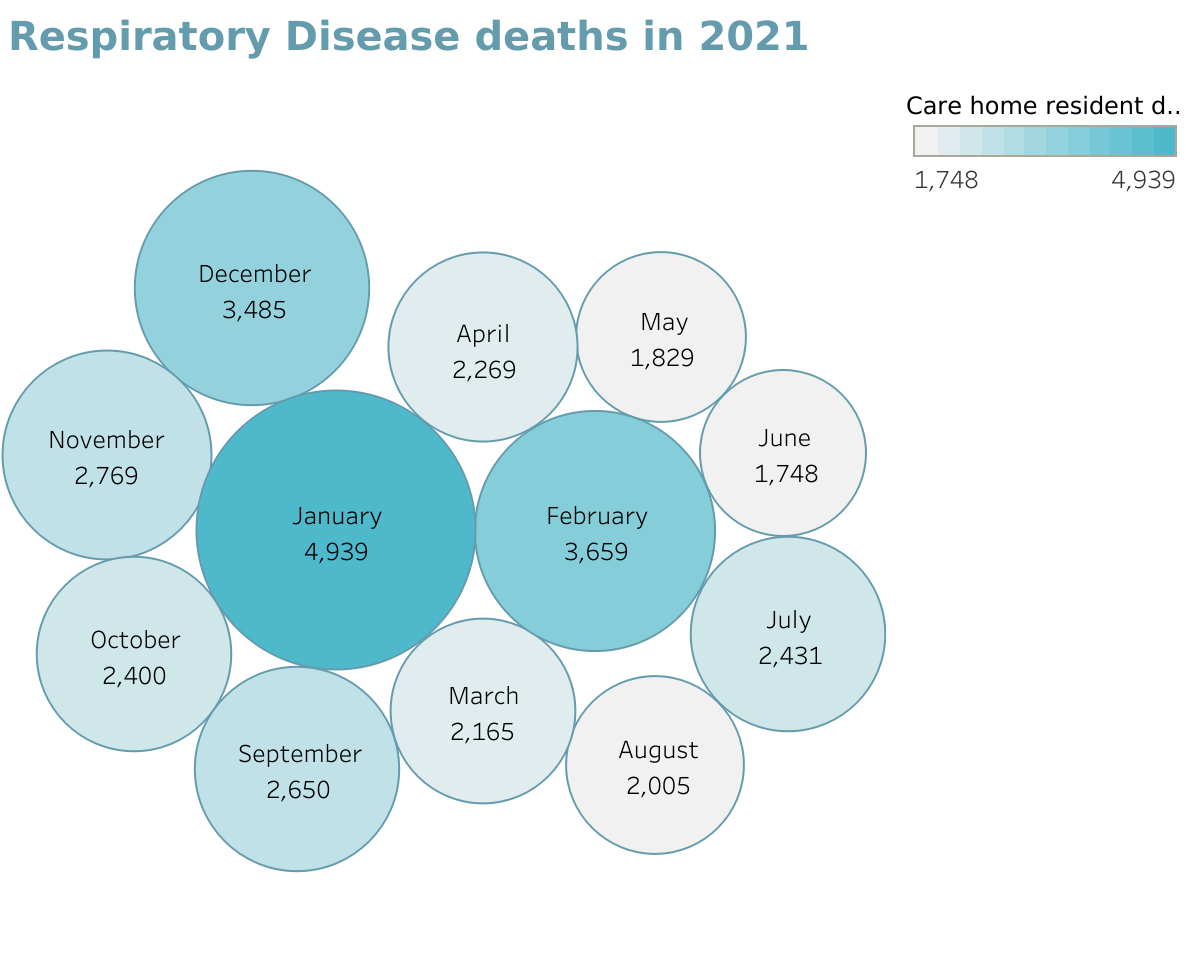 Respiratory Disease deaths in 2021
Care home resident d..
1,748 4,939
December
3,485
April
2,269
May
1,829
November
2,769
June
1,748
January
4,939
February
3,659
October
2,400
July
2,431
September
2,650
March
2,165
August
2,005